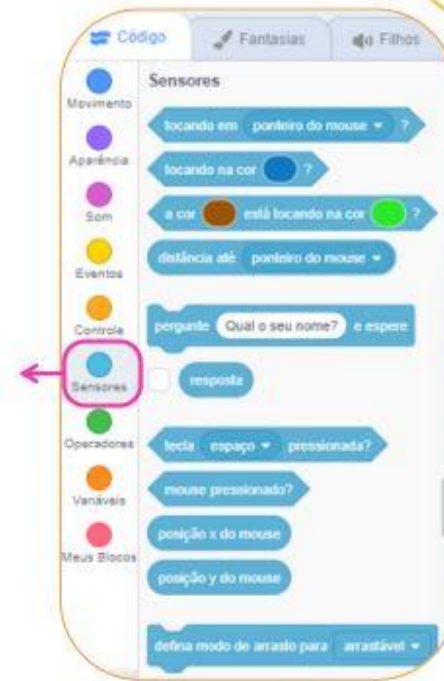 Código Fantasias Filhos
Sensores
Movimento
Aparência
Som
Eventos
Controle
Sensores
Operadores
Variáveis
Meus Blocos
tocando em ponteiro do mouse ?
tocando na cor ?
a cor está tocando na cor ?
distância até ponteiro do mouse
pergunte Qual o seu nome? e espere
resposta
tecla espaço pressionada?
mouse pressionado?
posição x do mouse
posição y do mouse
defina modo de arrasto para arrastável